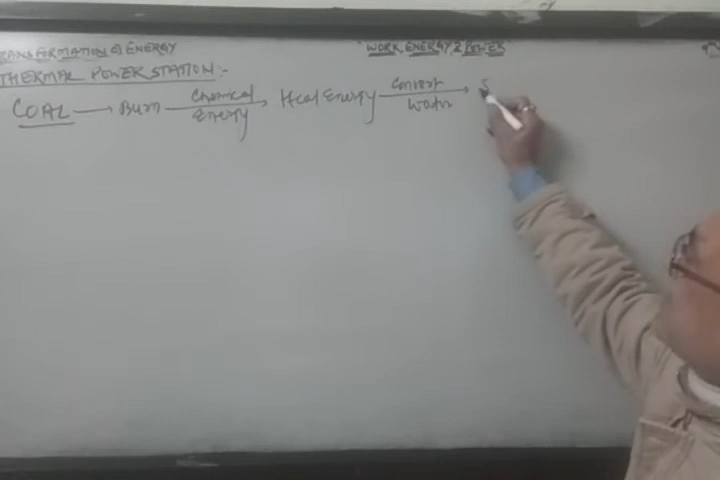 TRANSFORMATION OF ENERGY
WORK, ENERGY & POWER
THERMAL POWER STATION:-
COAL → Burn Chemical Energy → Heat Energy Convert Water → S